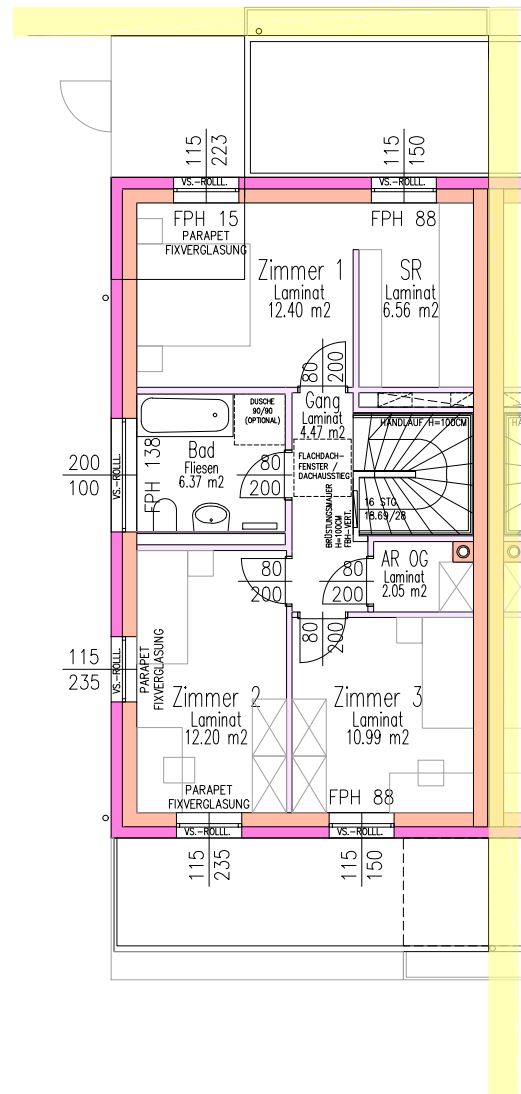 115
223
115
150
VS.-ROLLL.
VS.-ROLLL.
FPH 15
PARAPET
FIXVERGLASUNG
FPH 88
Zimmer 1
Laminat
12.40 m2
SR
Laminat
6.56 m2
80
200
Gang
Laminat
4.47 m2
DUSCHE
90/90
(OPTIONAL)
HANDLAUF H=100CM
HA
200
100
VS.-ROLLL.
FPH 138
Bad
Fliesen
6.37 m2
80
200
FLACHDACH-
FENSTER /
DACHAUSSTIEG
BRÜSTUNGSMAUER
H=100CM
FBH-VERT.
16 STG
18.69/28
80
200
80
200
AR OG
Laminat
2.05 m2
80
200
115
235
VS.-ROLLL.
PARAPET
FIXVERGLASUNG
Zimmer 2
Laminat
12.20 m2
Zimmer 3
Laminat
10.99 m2
PARAPET
FIXVERGLASUNG
FPH 88
VS.-ROLLL.
VS.-ROLLL.
115
235
115
150